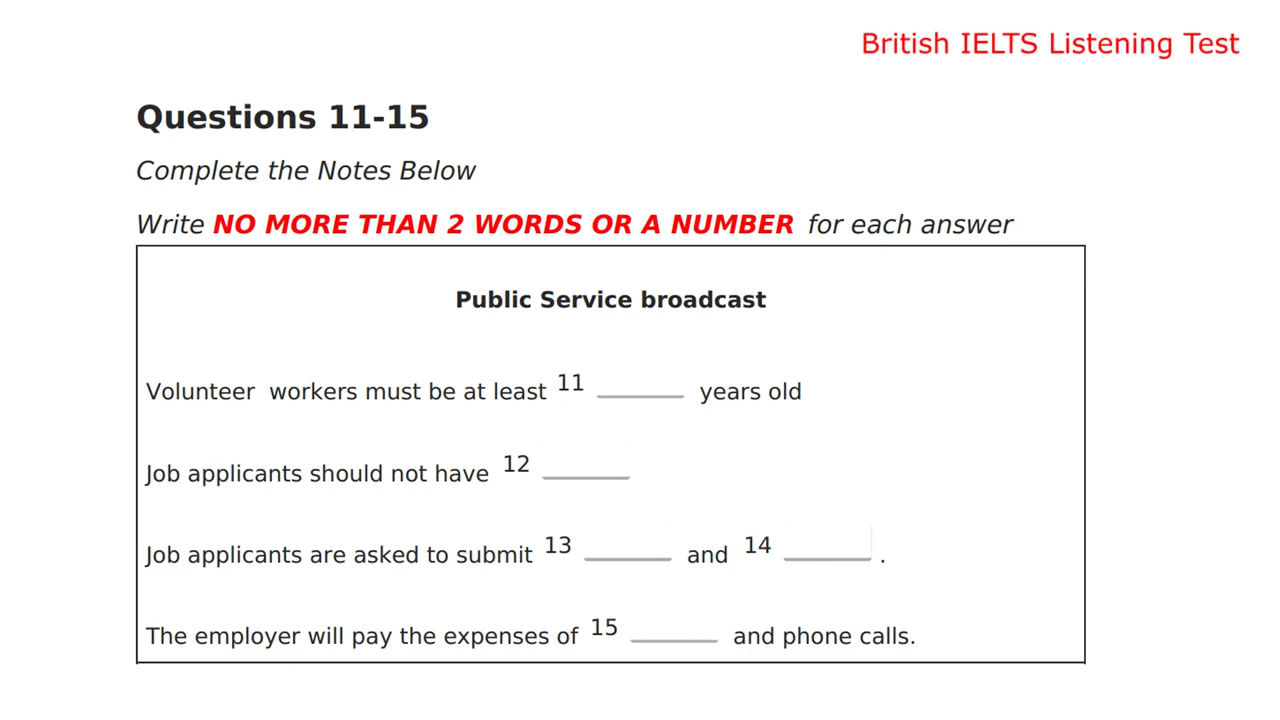 British IELTS Listening Test
Questions 11-15
Complete the Notes Below
Write NO MORE THAN 2 WORDS OR A NUMBER for each answer
Public Service broadcast
Volunteer workers must be at least 11 ______ years old
Job applicants should not have 12 ______
Job applicants are asked to submit 13 ______ and 14 ______ .
The employer will pay the expenses of 15 ______ and phone calls.